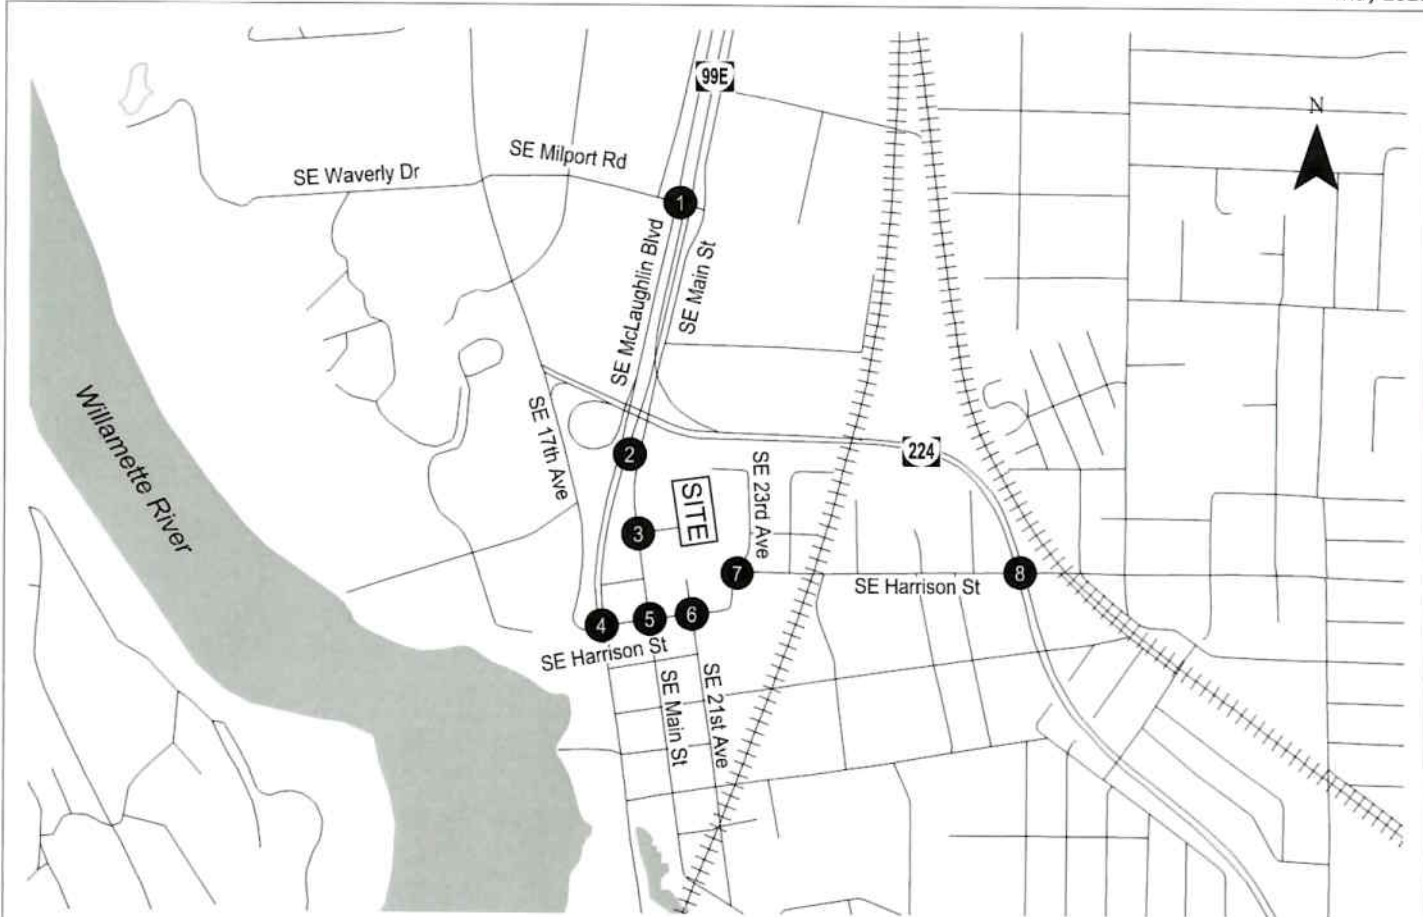 99E
N
SE Milport Rd
SE Waverly Dr
1
SE McLaughlin Blvd
SE Main St
Willamette River
SE 17th Ave
2
224
SITE
SE 23rd Ave
3
7
8
SE Harrison St
4
5
6
SE Harrison St
SE Main St
SE 21st Ave